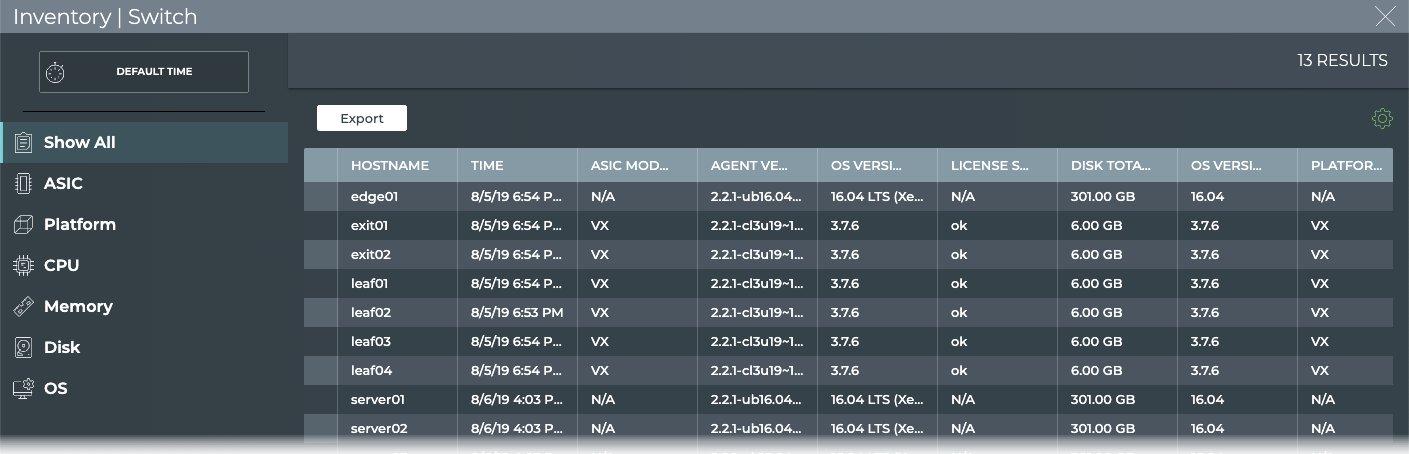 Inventory | Switch
DEFAULT TIME
13 RESULTS
Show All
ASIC
Platform
CPU
Memory
Disk
OS
Export
HOSTNAME TIME ASIC MOD... AGENT VE... OS VERSI... LICENSE S... DISK TOTA... OS VERSI... PLATFOR...
edge01 8/5/19 6:54 P... N/A 2.2.1-ub16.04... 16.04 LTS (Xe... N/A 301.00 GB 16.04 N/A
exit01 8/5/19 6:54 P... VX 2.2.1-cl3u19~1... 3.7.6 ok 6.00 GB 3.7.6 VX
exit02 8/5/19 6:54 P... VX 2.2.1-cl3u19~1... 3.7.6 ok 6.00 GB 3.7.6 VX
leaf01 8/5/19 6:54 P... VX 2.2.1-cl3u19~1... 3.7.6 ok 6.00 GB 3.7.6 VX
leaf02 8/5/19 6:53 PM VX 2.2.1-cl3u19~1... 3.7.6 ok 6.00 GB 3.7.6 VX
leaf03 8/5/19 6:54 P... VX 2.2.1-cl3u19~1... 3.7.6 ok 6.00 GB 3.7.6 VX
leaf04 8/5/19 6:54 P... VX 2.2.1-cl3u19~1... 3.7.6 ok 6.00 GB 3.7.6 VX
server01 8/6/19 4:03 P... N/A 2.2.1-ub16.04... 16.04 LTS (Xe... N/A 301.00 GB 16.04 N/A
server02 8/6/19 4:03 P... N/A 2.2.1-ub16.04... 16.04 LTS (Xe... N/A 301.00 GB 16.04 N/A